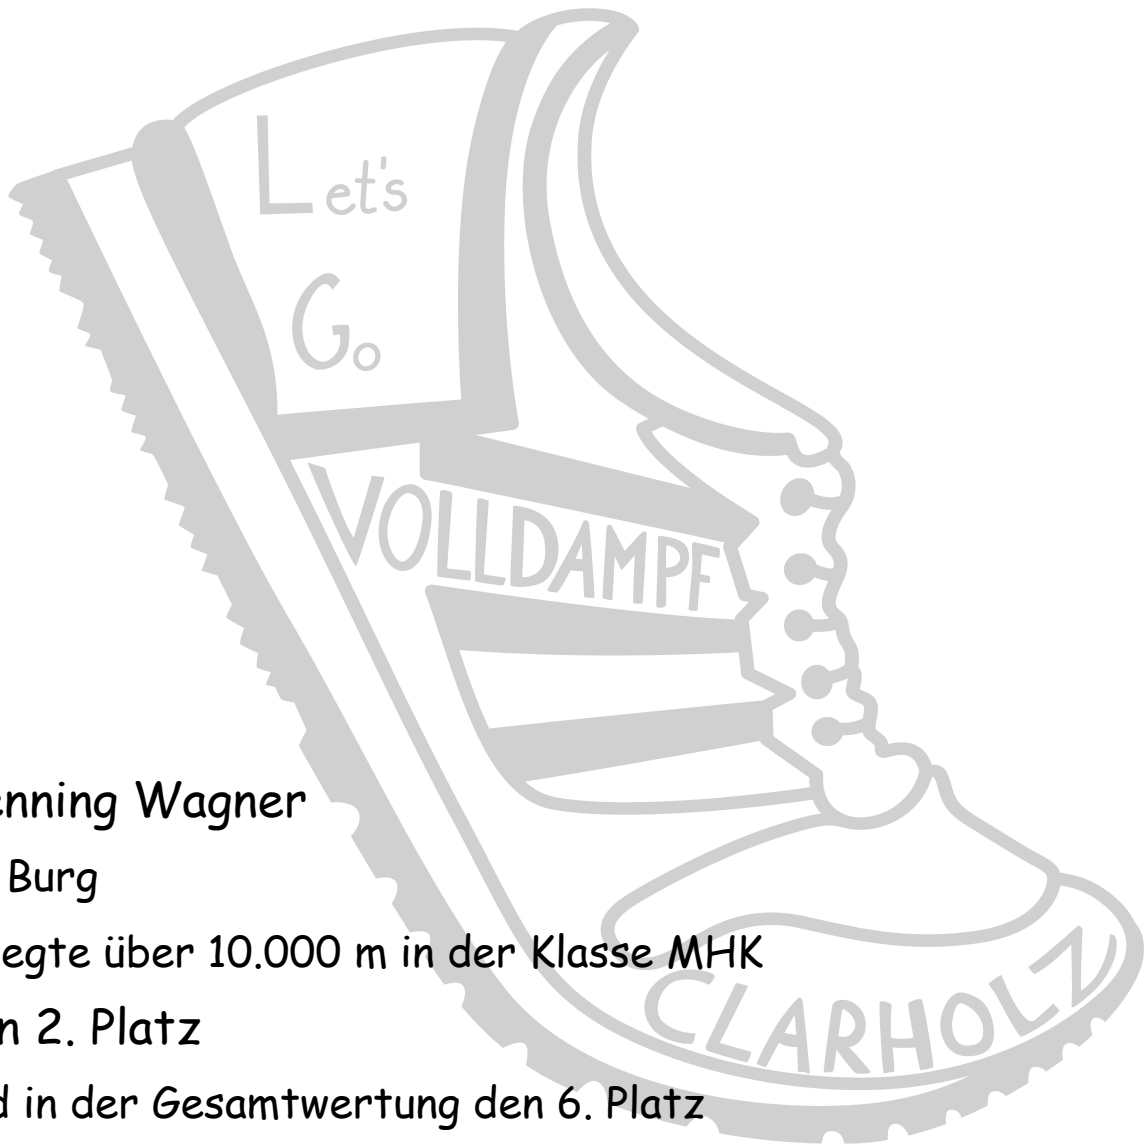 Let's
Go
VOLLDAMPF
enning Wagner
Burg
egte über 10.000 m in der Klasse MHK
n 2. Platz
d in der Gesamtwertung den 6. Platz
CLARHOLZ